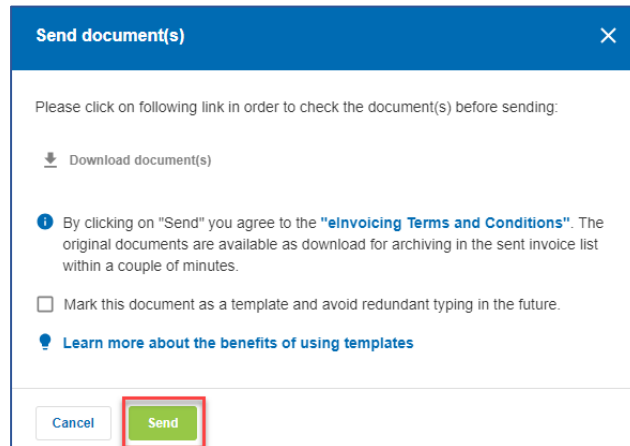 Send document(s)
Please click on following link in order to check the document(s) before sending:
Download document(s)
By clicking on "Send" you agree to the "eInvoicing Terms and Conditions". The
original documents are available as download for archiving in the sent invoice list
within a couple of minutes.
Mark this document as a template and avoid redundant typing in the future.
Learn more about the benefits of using templates
Cancel Send